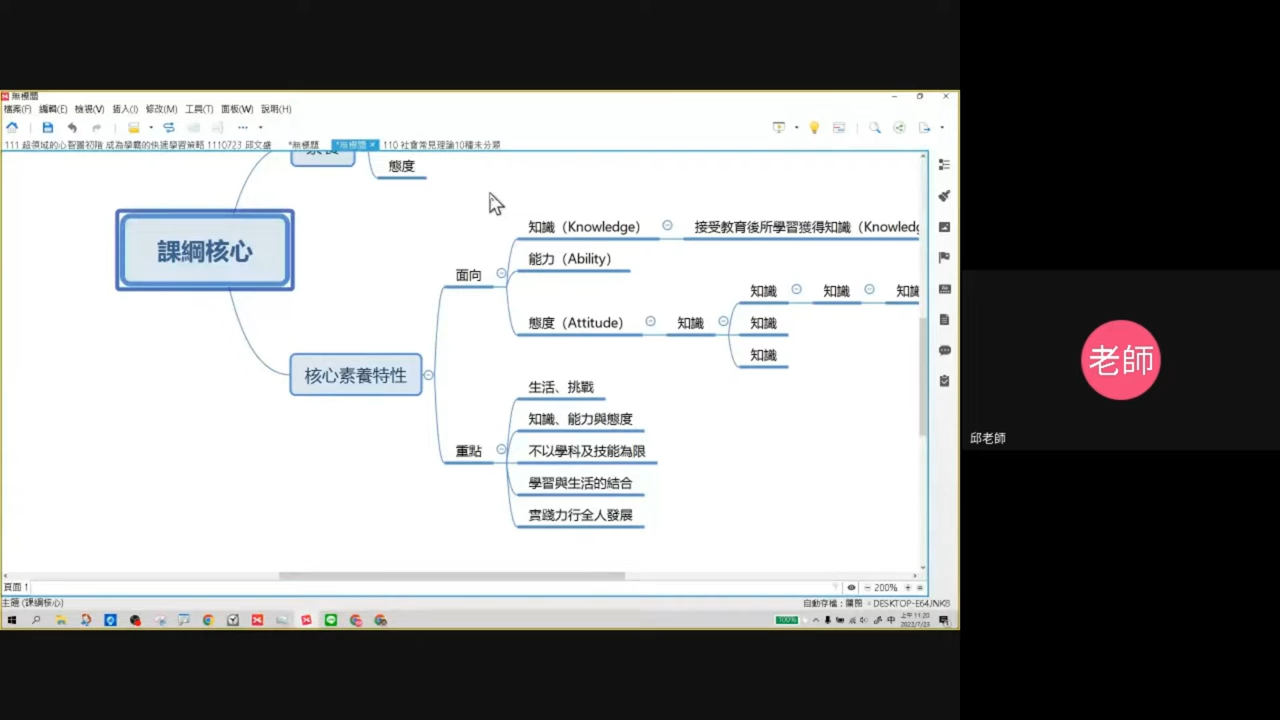 無標題
檔案(F) 編輯(E) 檢視(V) 插入(I) 修改(M) 工具(T) 面板(W) 說明(H)
111 超領域的心智圖初階 成為學霸的快速學習策略 1110723 邱文盛 *無標題 *無標題 110 社會常見理論10種未分類
態度
課綱核心
知識（Knowledge） 接受教育後所學習獲得知識（Knowledg
能力（Ability）
面向
態度（Attitude） 知識 知識 知識 知識
知識
知識
核心素養特性
生活、挑戰
知識、能力與態度
重點 不以學科及技能為限
學習與生活的結合
實踐力行全人發展
老師
邱老師
頁面 1
200%
主題 (課綱核心)
自動存檔：關閉 DESKTOP-E64JNK8
100%
中
上午 11:20
2022/7/23